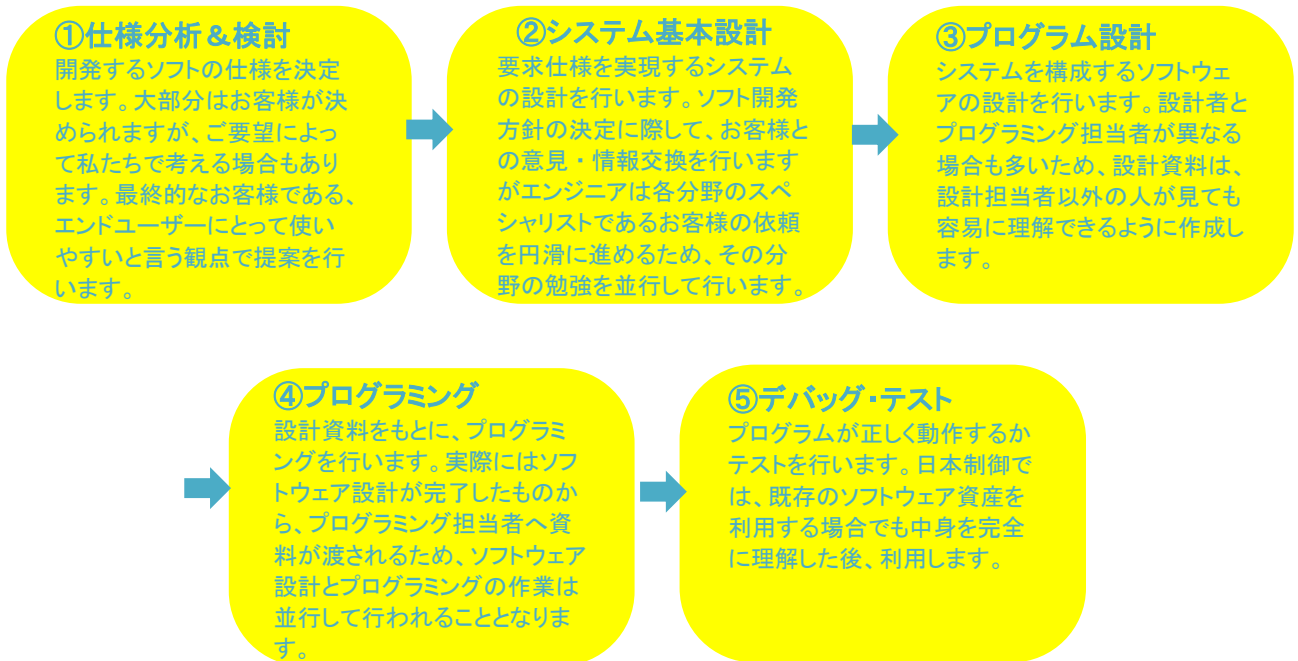 ①仕様分析＆検討
開発するソフトの仕様を決定
します。大部分はお客様が決
められますが、ご要望によっ
て私たちで考える場合もあり
ます。最終的なお客様である、
エンドユーザーにとって使い
やすいと言う観点で提案を行
います。
②システム基本設計
要求仕様を実現するシステム
の設計を行います。ソフト開発
方針の決定に際して、お客様と
の意見・情報交換を行います
がエンジニアは各分野のスペ
シャリストであるお客様の依頼
を円滑に進めるため、その分
野の勉強を並行して行います。
③プログラム設計
システムを構成するソフトウェ
アの設計を行います。設計者と
プログラミング担当者が異なる
場合も多いため、設計資料は、
設計担当者以外の人が見ても
容易に理解できるように作成し
ます。
④プログラミング
設計資料をもとに、プログラミ
ングを行います。実際にはソフ
トウェア設計が完了したものか
ら、プログラミング担当者へ資
料が渡されるため、ソフトウェア
設計とプログラミングの作業は
並行して行われることとなりま
す。
⑤デバッグ・テスト
プログラムが正しく動作するか
テストを行います。日本制御で
は、既存のソフトウェア資産を
利用する場合でも中身を完全
に理解した後、利用します。